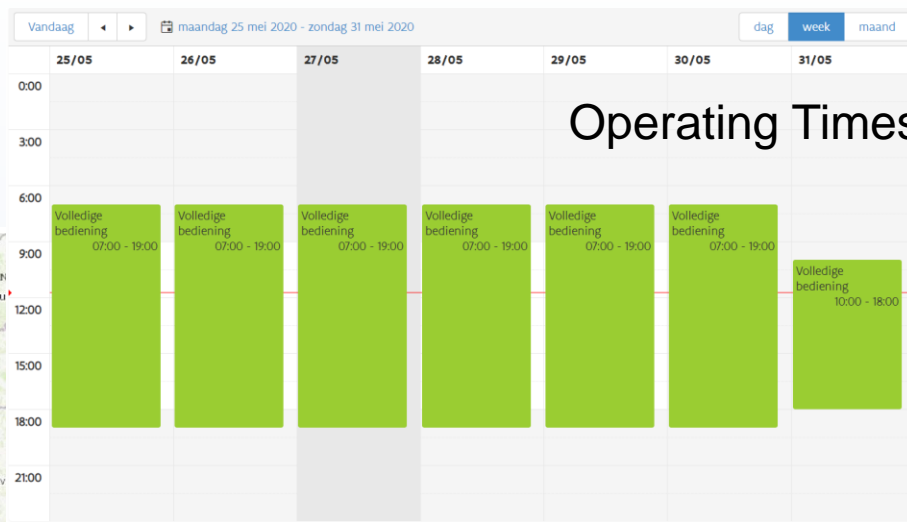 Vandaag maandag 25 mei 2020 - zondag 31 mei 2020 dag week maand
25/05 26/05 27/05 28/05 29/05 30/05 31/05
0:00
Operating Times
3:00
6:00
Volledige Volledige Volledige Volledige Volledige Volledige
bediening bediening bediening bediening bediening bediening
07:00 - 19:00 07:00 - 19:00 07:00 - 19:00 07:00 - 19:00 07:00 - 19:00 07:00 - 19:00
9:00
Volledige
bediening
10:00 - 18:00
12:00
15:00
18:00
21:00